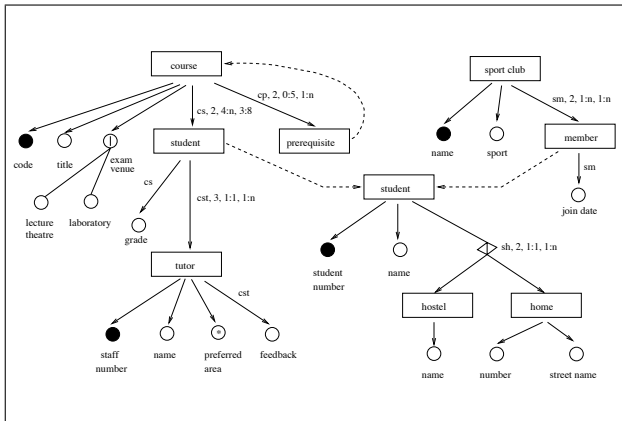 course
sport club
cp, 2, 0:5, 1:n
sm, 2, 1:n, 1:n
cs, 2, 4:n, 3:8
student
prerequisite
member
code
title
exam
venue
name
sport
sm
cs
student
join date
cst, 3, 1:1, 1:n
lecture
theatre
laboratory
grade
sh, 2, 1:1, 1:n
tutor
student
number
name
cst
hostel
home
staff
number
name
preferred
area
feedback
name
number
street name